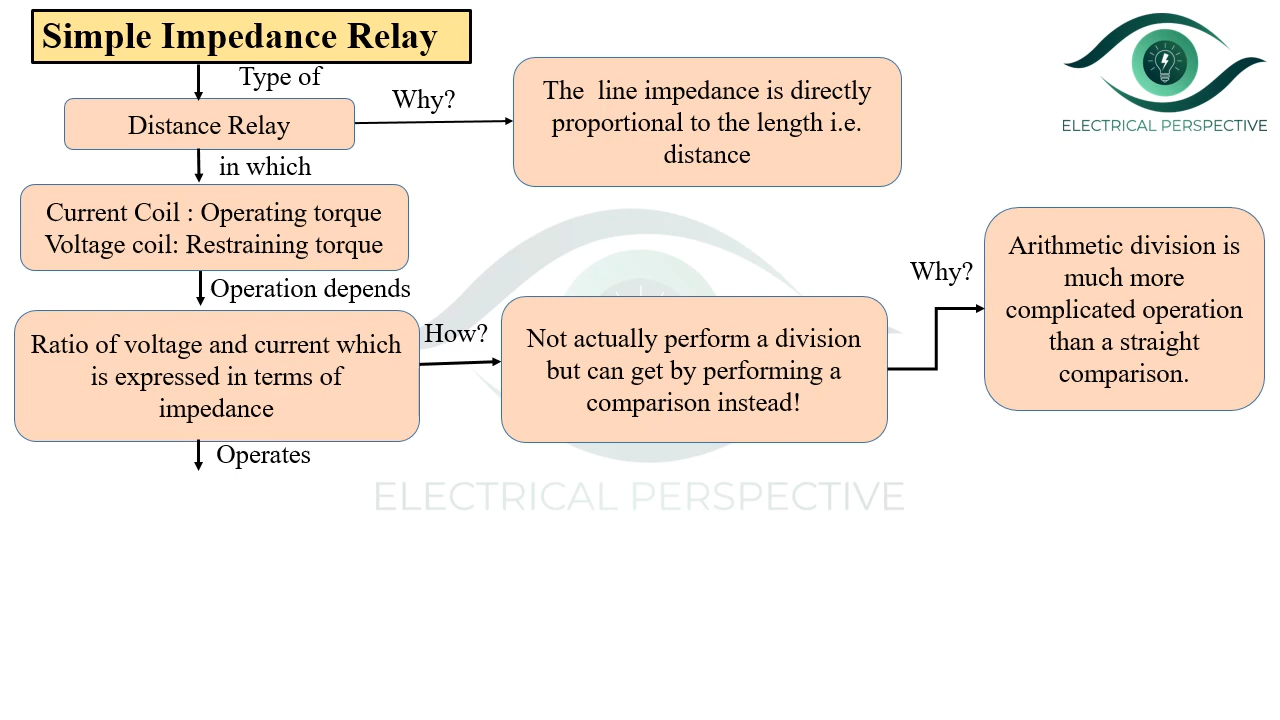 Simple Impedance Relay
Type of
Distance Relay
Why?
The line impedance is directly
proportional to the length i.e.
distance
ELECTRICAL PERSPECTIVE
in which
Current Coil : Operating torque
Voltage coil: Restraining torque
Operation depends
Ratio of voltage and current which
is expressed in terms of
impedance
How?
Not actually perform a division
but can get by performing a
comparison instead!
Why?
Arithmetic division is
much more
complicated operation
than a straight
comparison.
Operates
ELECTRICAL PERSPECTIVE